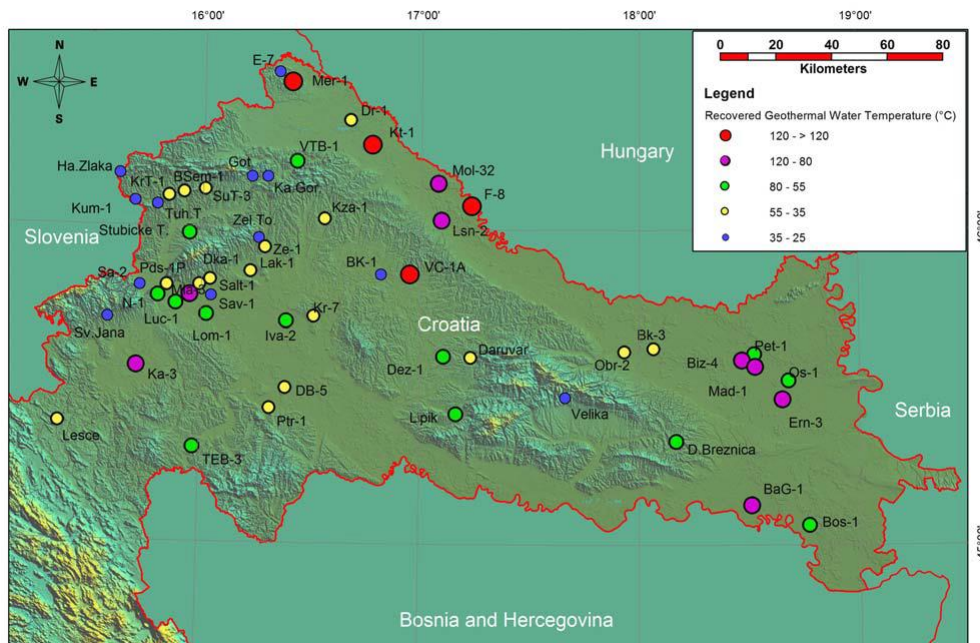 16'00"
17'00"
18'00"
19'00"
N
W E
S
0 20 40 60 80
Kilometers
Legend
Recovered Geothermal Water Temperature (°C)
120 - > 120
120 - 80
80 - 55
55 - 35
35 - 25
E-7
Mer-1
Dr-1
Kt-1
Hungary
VTB-1
Ha.Zlaka
Got
KrT-1
BSem-1
Ka.Gor
Mol-32
SuT-3
F-8
Kum-1
Tuh.T
Kza-1
Zel To
Lsn-2
Slovenia
Stubicke T.
Ze-1
Sa-2
Pds-1P
Dka-1
Lak-1
BK-1
VC-1A
N-1
Salt-1
Sav-1
Luc-1
Kr-7
Sv.Jana
Lom-1
Iva-2
Croatia
Bk-3
Pet-1
Dez-1
Daruvar
Obr-2
Biz-4
Ka-3
Os-1
DB-5
Mad-1
Velika
Serbia
Ern-3
Lesce
Ptr-1
Lipik
TEB-3
D.Breznica
BaG-1
Bos-1
Bosnia and Hercegovina